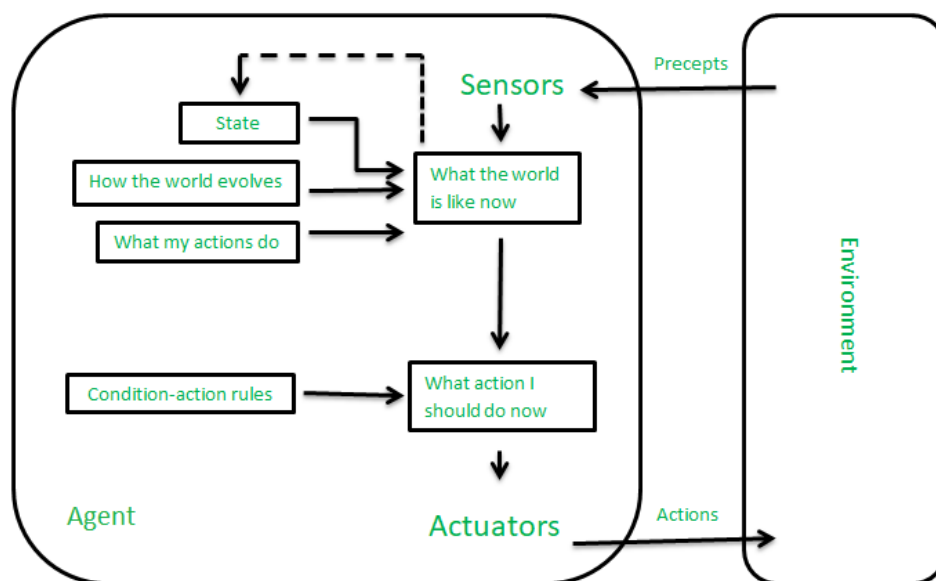 Precepts
Sensors
State
How the world evolves
What the world
is like now
What my actions do
Environment
Condition-action rules
What action I
should do now
Agent
Actuators
Actions